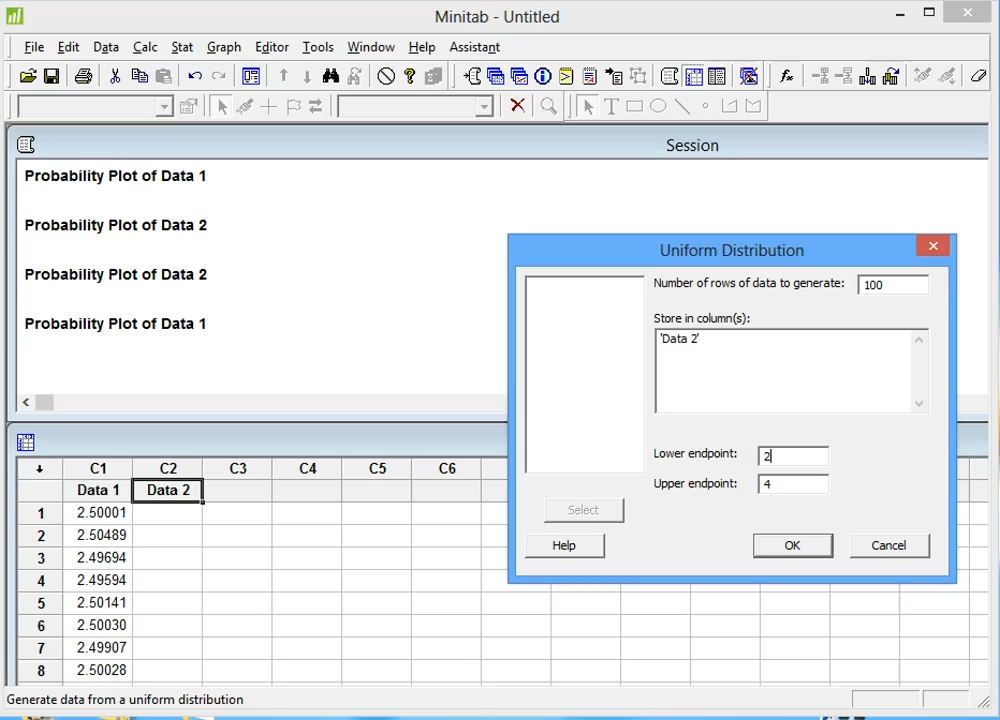 Minitab - Untitled
File Edit Data Calc Stat Graph Editor Tools Window Help Assistant
Session
Probability Plot of Data 1
Probability Plot of Data 2
Probability Plot of Data 2
Probability Plot of Data 1
Uniform Distribution
Number of rows of data to generate: 100
Store in column(s):
'Data 2'
Lower endpoint: 2
Upper endpoint: 4
Select
Help OK Cancel
C1 C2 C3 C4 C5 C6
Data 1 Data 2
1 2.50001
2 2.50489
3 2.49694
4 2.49594
5 2.50141
6 2.50030
7 2.49907
8 2.50028
Generate data from a uniform distribution